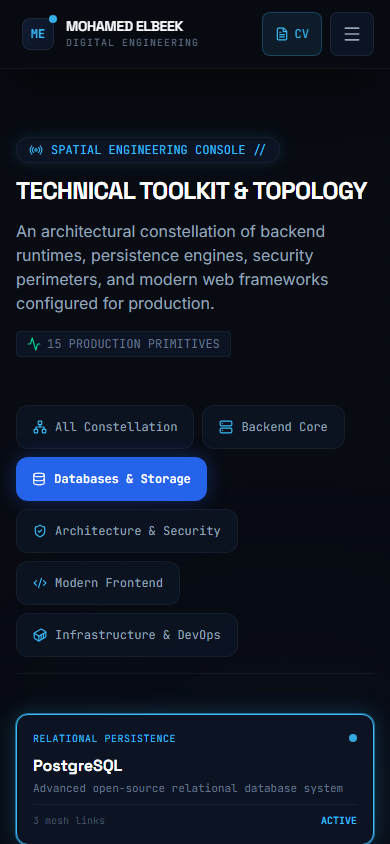 ME
MOHAMED ELBEEK
DIGITAL ENGINEERING
CV
SPATIAL ENGINEERING CONSOLE //
TECHNICAL TOOLKIT & TOPOLOGY
An architectural constellation of backend
runtimes, persistence engines, security
perimeters, and modern web frameworks
configured for production.
15 PRODUCTION PRIMITIVES
All Constellation
Backend Core
Databases & Storage
Architecture & Security
Modern Frontend
Infrastructure & DevOps
RELATIONAL PERSISTENCE
PostgreSQL
Advanced open-source relational database system
3 mesh links
ACTIVE